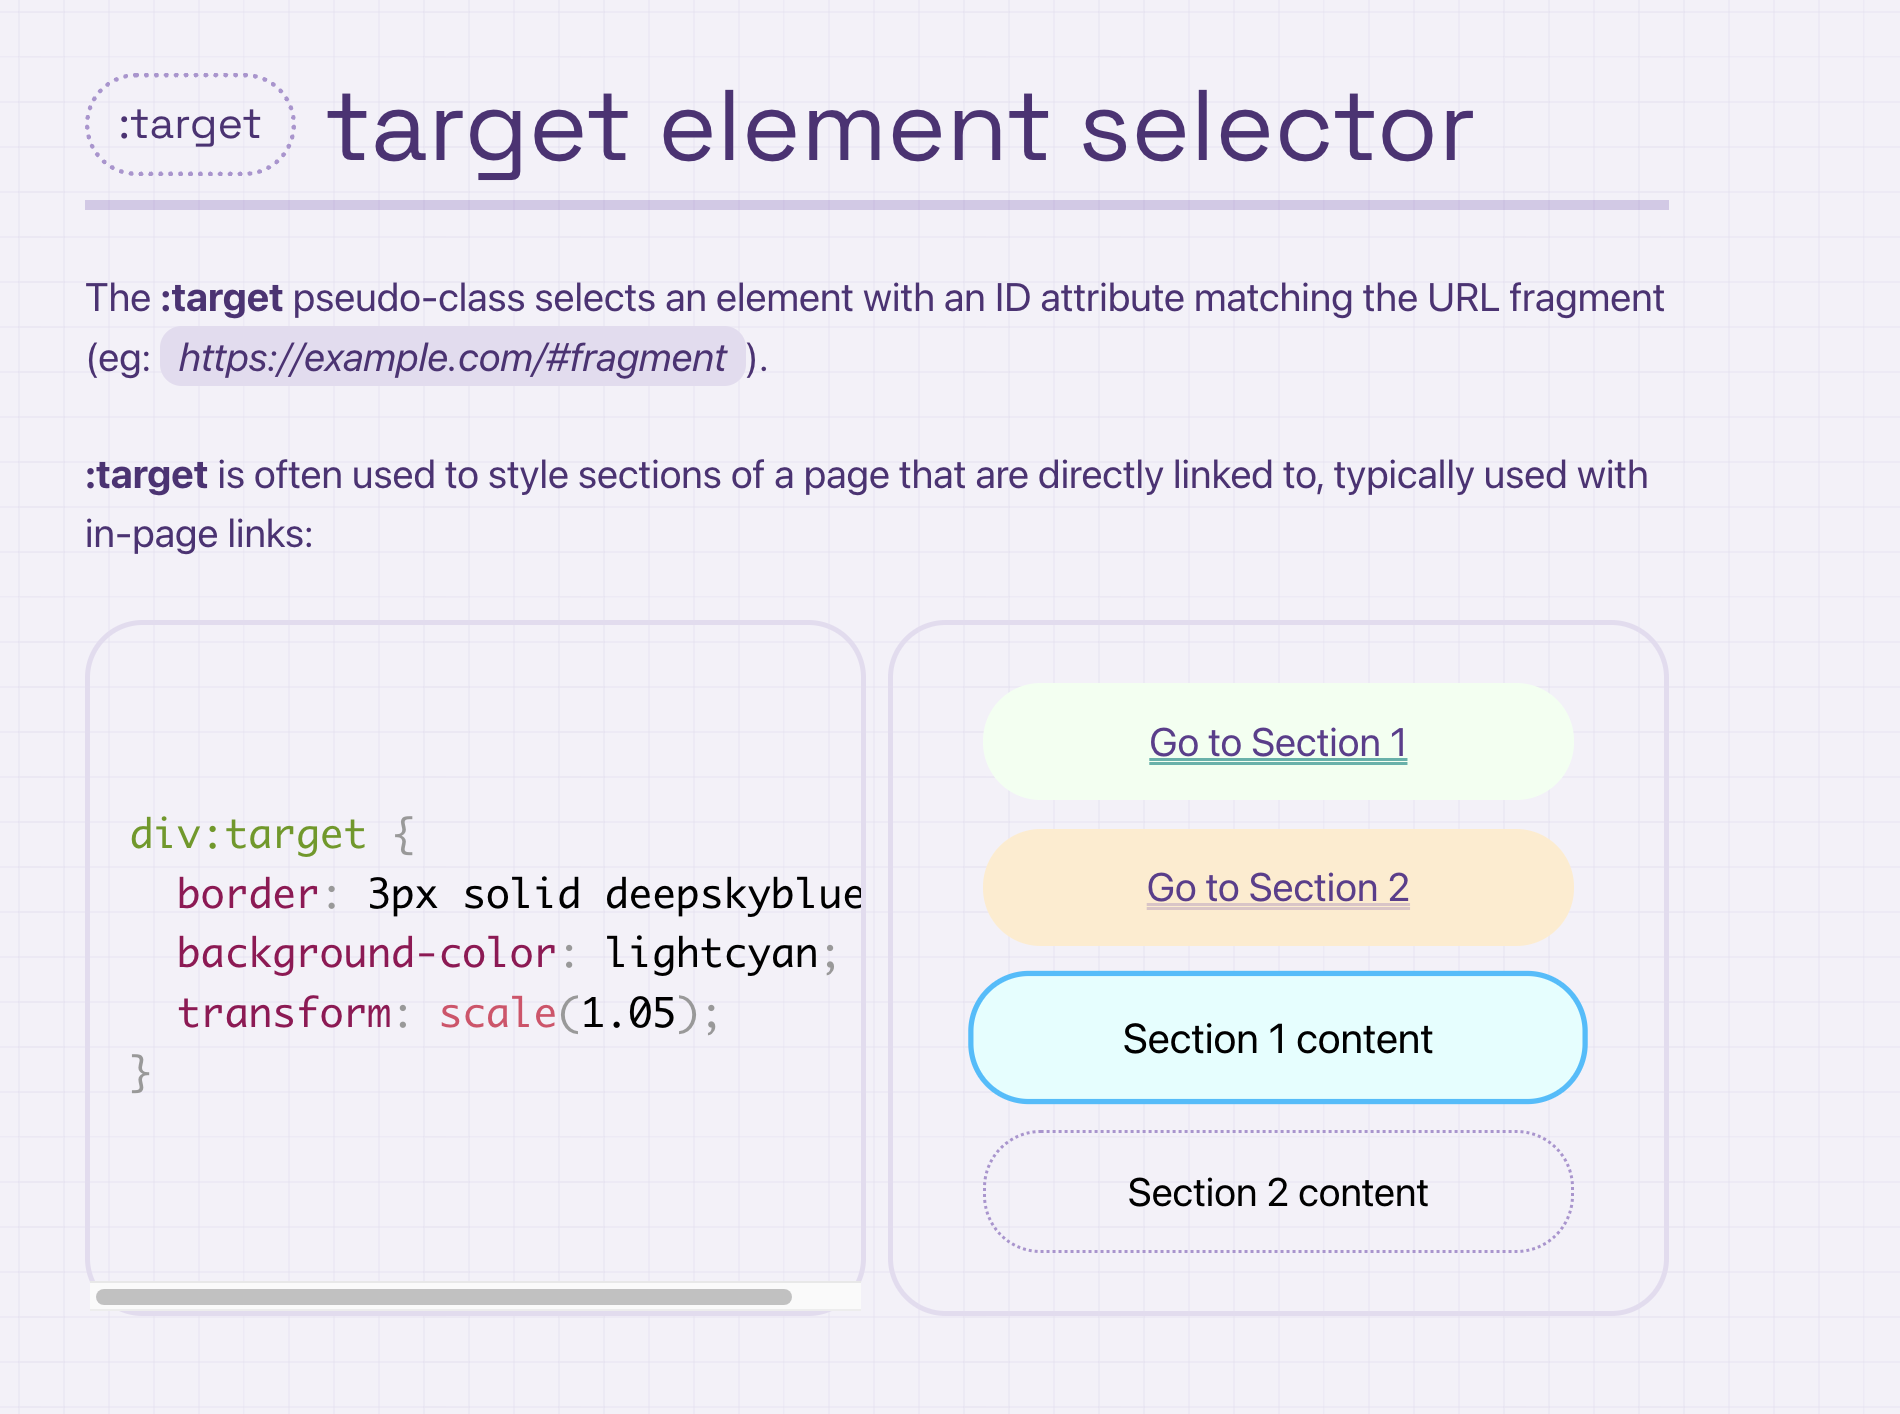 :target target element selector
The :target pseudo-class selects an element with an ID attribute matching the URL fragment
(eg: https://example.com/#fragment ).
:target is often used to style sections of a page that are directly linked to, typically used with
in-page links:
div:target {
  border: 3px solid deepskyblue
  background-color: lightcyan;
  transform: scale(1.05);
}
Go to Section 1
Go to Section 2
Section 1 content
Section 2 content